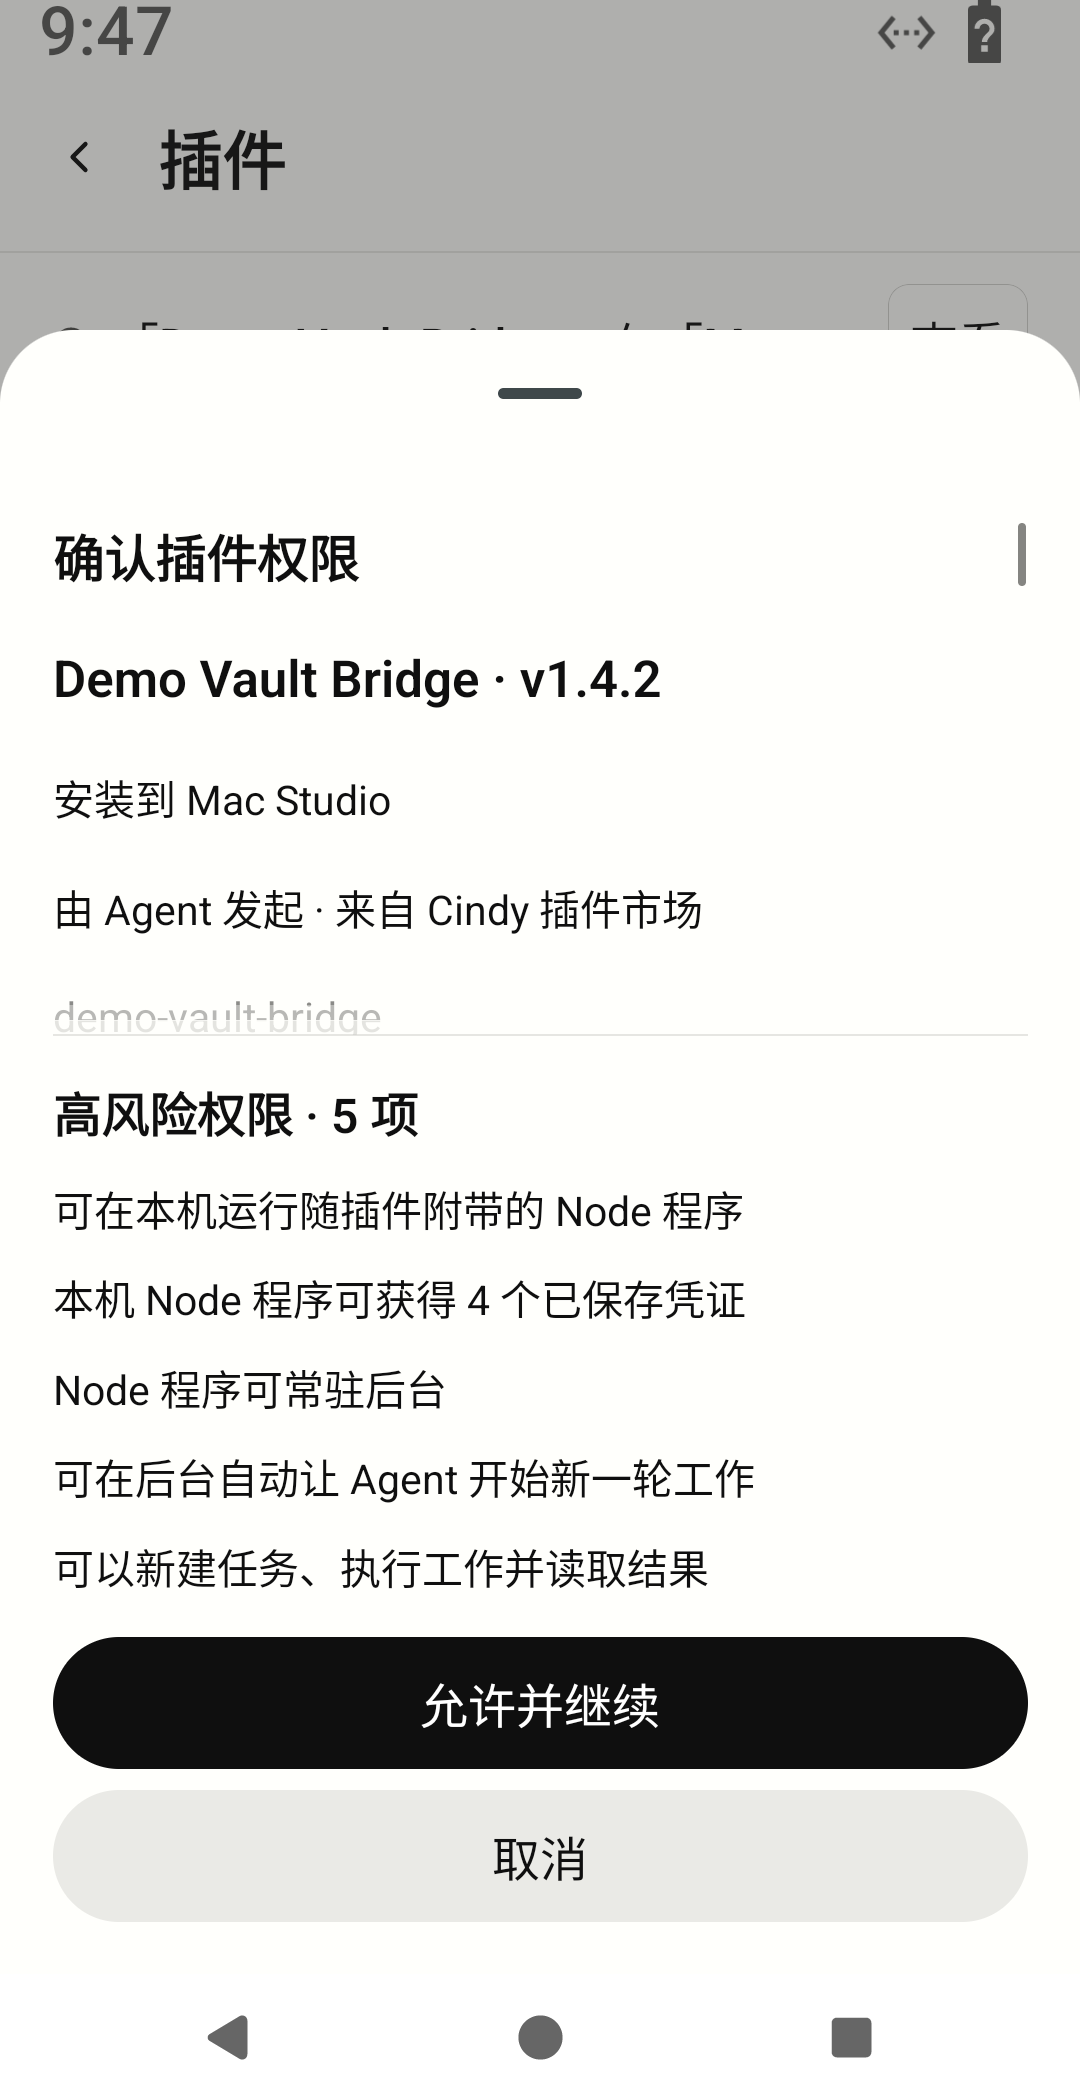 9:47
插件
确认插件权限
Demo Vault Bridge · v1.4.2
安装到 Mac Studio
由 Agent 发起 · 来自 Cindy 插件市场
demo-vault-bridge
高风险权限 · 5 项
可在本机运行随插件附带的 Node 程序
本机 Node 程序可获得 4 个已保存凭证
Node 程序可常驻后台
可在后台自动让 Agent 开始新一轮工作
可以新建任务、执行工作并读取结果
允许并继续
取消